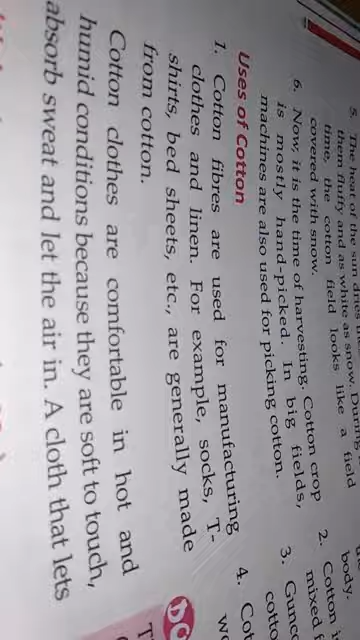 5. The heat of the sun dries
them fluffy and as white as snow. During
time, the cotton field looks like a field
covered with snow.
6. Now, it is the time of harvesting. Cotton crop
is mostly hand-picked. In big fields,
machines are also used for picking cotton.
Uses of Cotton
1. Cotton fibres are used for manufacturing
clothes and linen. For example, socks, T-
shirts, bed sheets, etc., are generally made
from cotton.
Cotton clothes are comfortable in hot and
humid conditions because they are soft to touch,
absorb sweat and let the air in. A cloth that lets
body.
2. Cotton
mixed
3.
4.